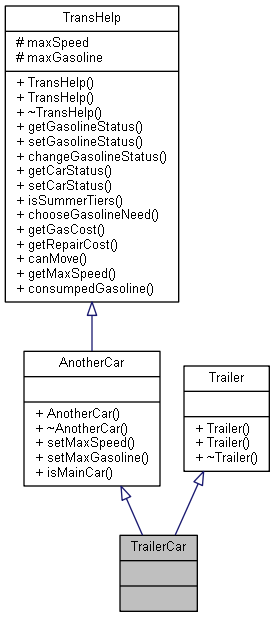 TransHelp
# maxSpeed
# maxGasoline
+ TransHelp()
+ TransHelp()
+ ~TransHelp()
+ getGasolineStatus()
+ setGasolineStatus()
+ changeGasolineStatus()
+ getCarStatus()
+ setCarStatus()
+ isSummerTiers()
+ chooseGasolineNeed()
+ getGasCost()
+ getRepairCost()
+ canMove()
+ getMaxSpeed()
+ consumpedGasoline()
AnotherCar
+ AnotherCar()
+ ~AnotherCar()
+ setMaxSpeed()
+ setMaxGasoline()
+ isMainCar()
Trailer
+ Trailer()
+ Trailer()
+ ~Trailer()
TrailerCar